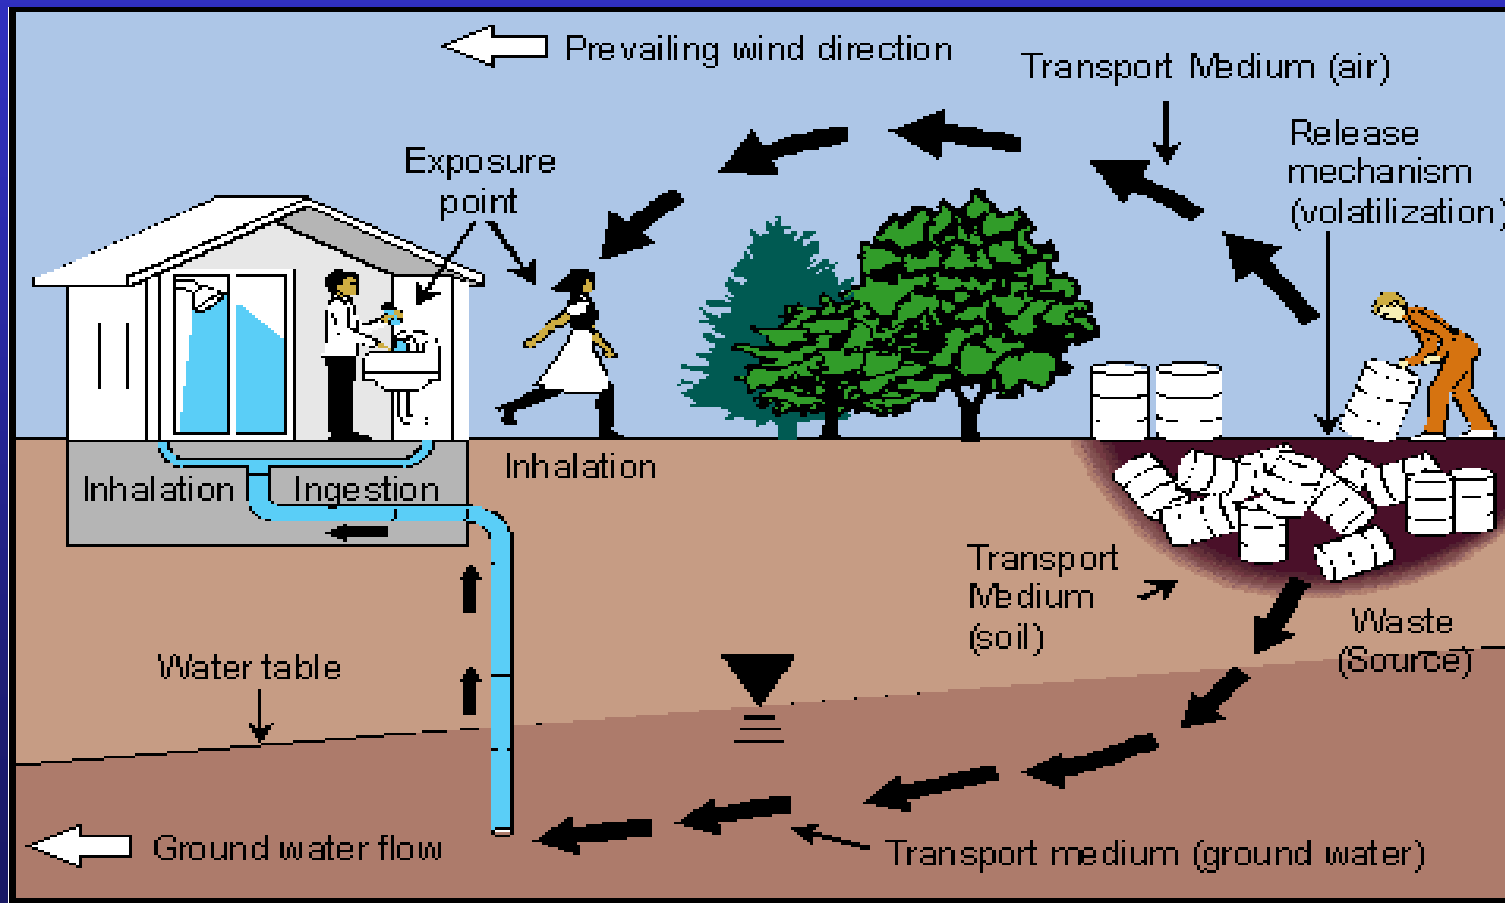 Prevailing wind direction
Transport Medium (air)
Release
mechanism
(volatilization)
Exposure
point
Inhalation
Ingestion
Inhalation
Transport
Medium
(soil)
Waste
(Source)
Water table
Ground water flow
Transport medium (ground water)